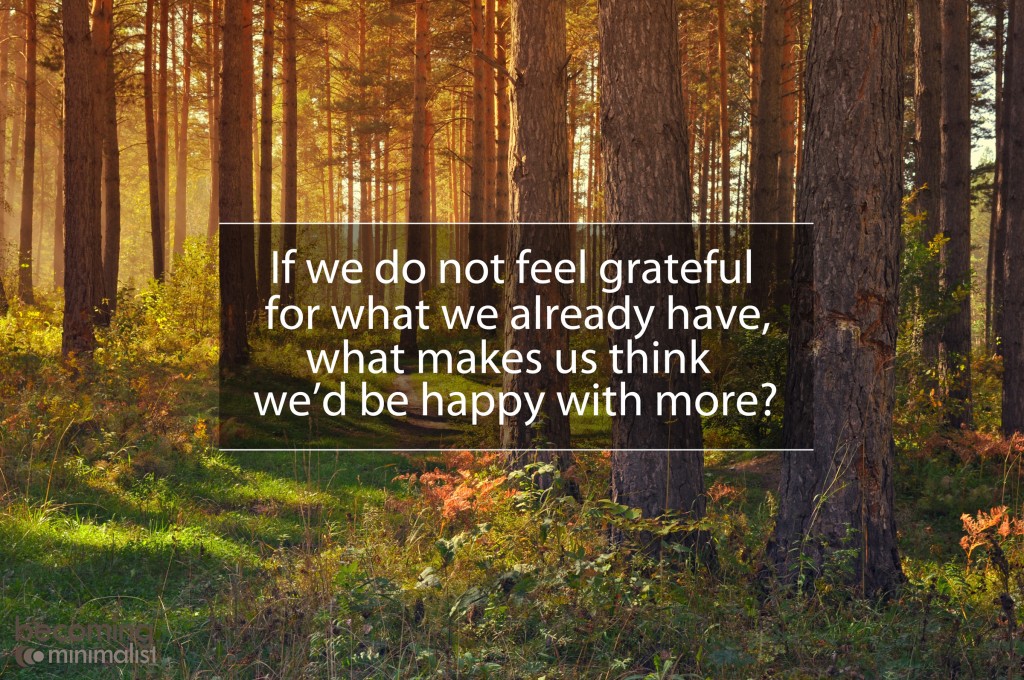 If we do not feel grateful
for what we already have,
what makes us think
we’d be happy with more?
becoming
minimalist